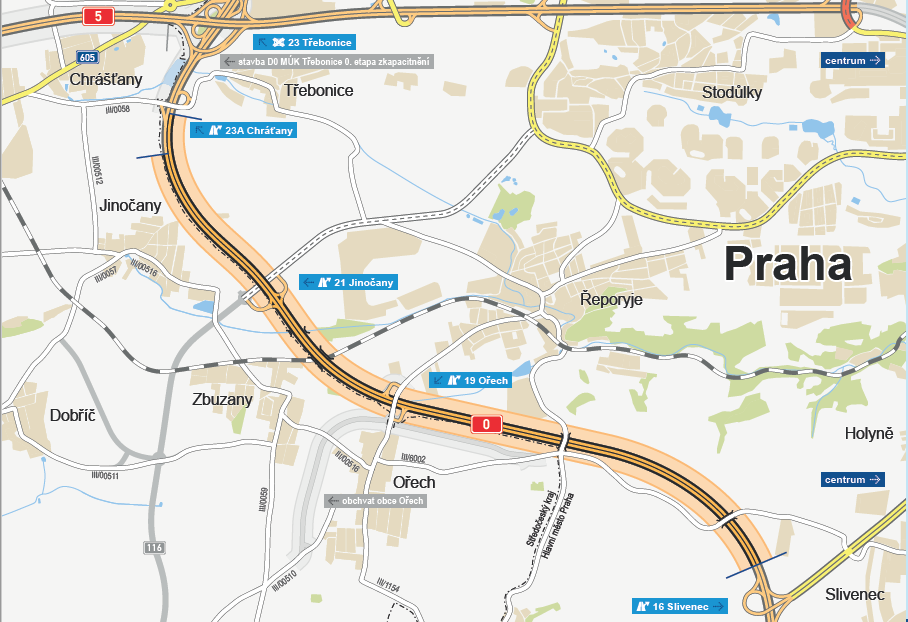 5
23 Třebonice
605
stavba D0 MÚK Třebonice 0. etapa zkapacitnění
centrum
Chrášťany
Třebonice
Stodůlky
III/0058
23A Chráťany
III/00512
Jinočany
Praha
III/0057
III/00516
21 Jinočany
Řeporyje
19 Ořech
Zbuzany
Dobříč
0
Holyně
III/6002
III/00516
III/00511
Ořech
centrum
III/0059
obchvat obce Ořech
Středočeský kraj
Hlavní město Praha
116
III/00510
III/1154
Slivenec
16 Slivenec